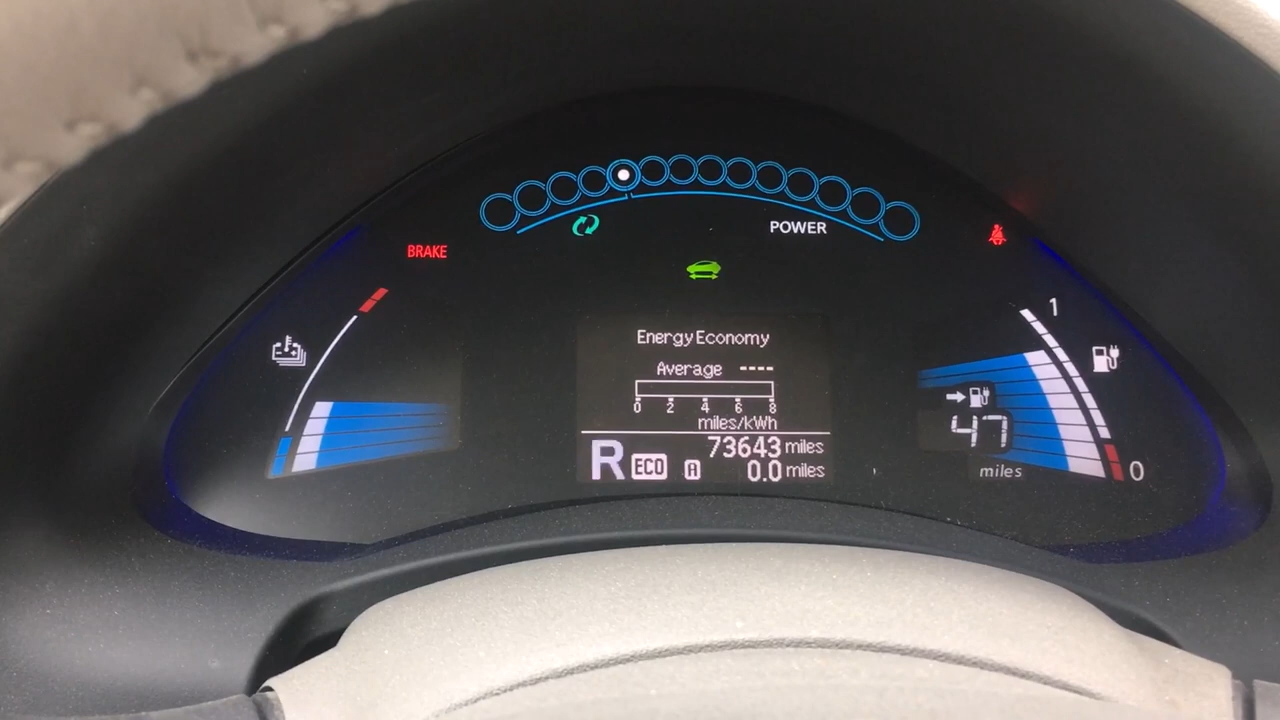 POWER
BRAKE
1
Energy Economy
Average ----
0 2 4 6 8
miles/kWh
47
R ECO 73643 miles
A 0.0 miles
miles 0